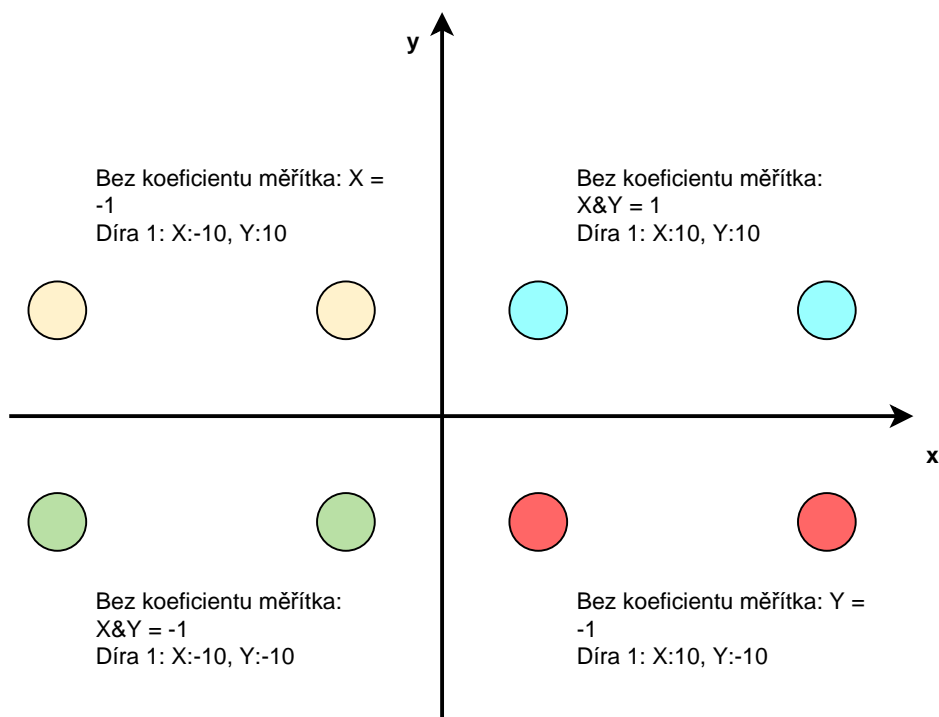 y
Bez koeficientu měřítka: X =
-1
Díra 1: X:-10, Y:10
Bez koeficientu měřítka:
X&Y = 1
Díra 1: X:10, Y:10
x
Bez koeficientu měřítka:
X&Y = -1
Díra 1: X:-10, Y:-10
Bez koeficientu měřítka: Y =
-1
Díra 1: X:10, Y:-10